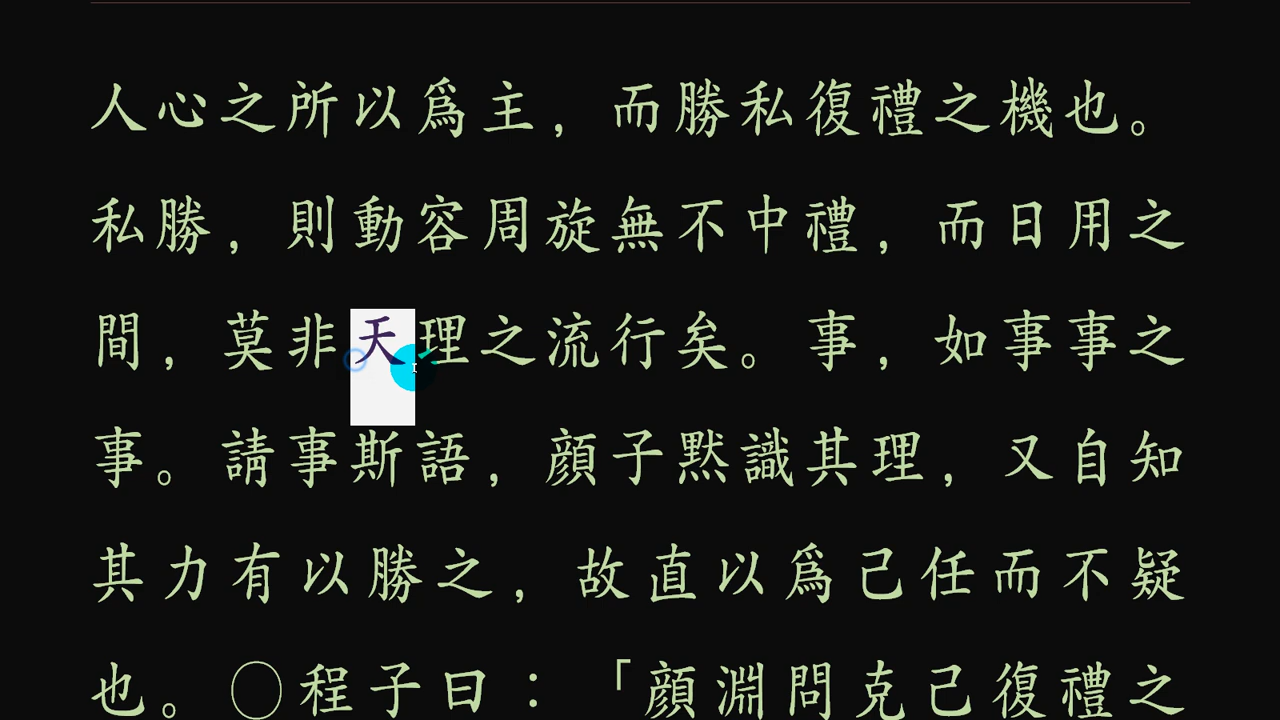 人心之所以爲主，而勝私復禮之機也。
私勝，則動容周旋無不中禮，而日用之
間，莫非天理之流行矣。事，如事事之
事。請事斯語，顔子默識其理，又自知
其力有以勝之，故直以爲己任而不疑
也。◯程子曰：「顔淵問克己復禮之